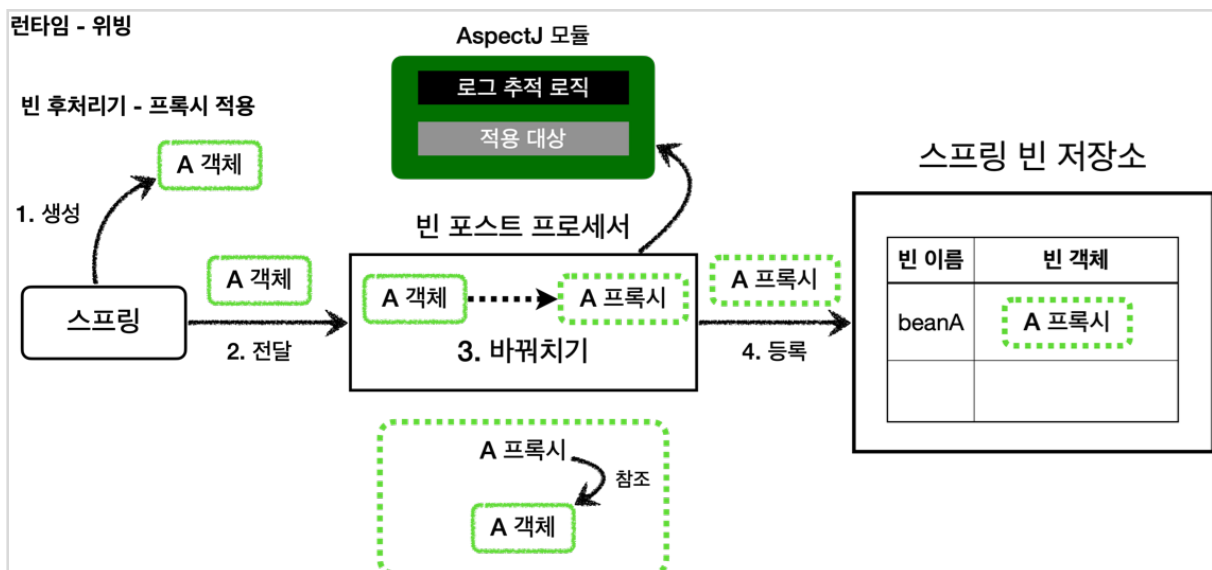 런타임 - 위빙
AspectJ 모듈
로그 추적 로직
적용 대상
빈 후처리기 - 프록시 적용
A 객체
1. 생성
스프링
A 객체
2. 전달
빈 포스트 프로세서
A 객체
A 프록시
3. 바꿔치기
A 프록시
4. 등록
스프링 빈 저장소
빈 이름
빈 객체
beanA
A 프록시
A 프록시
참조
A 객체